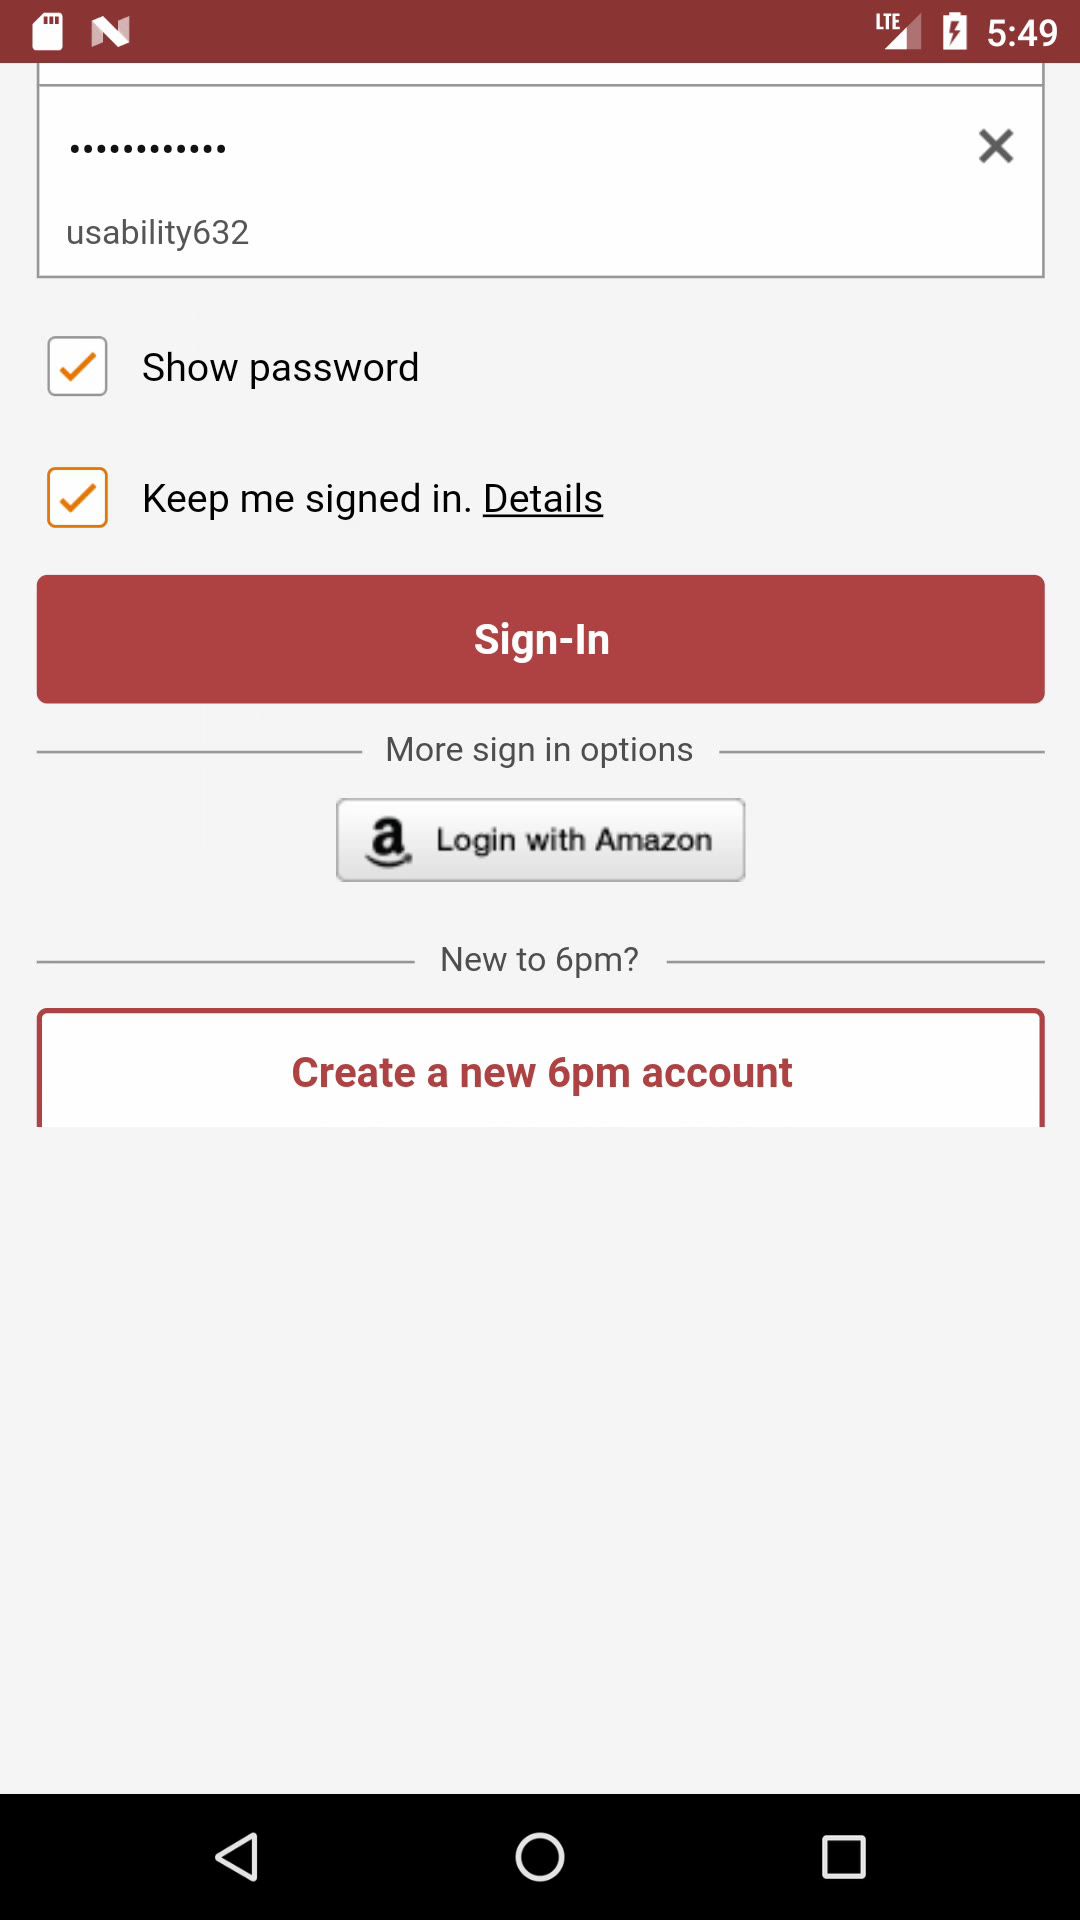 LTE 5:49
••••••••••••
usability632
Show password
Keep me signed in. Details
Sign-In
More sign in options
a Login with Amazon
New to 6pm?
Create a new 6pm account